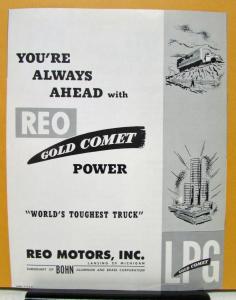 YOU'RE
ALWAYS
AHEAD with
REO
GOLD COMET
POWER
"WORLD'S TOUGHEST TRUCK"
REO MOTORS, INC.
LANSING 20 MICHIGAN
SUBSIDIARY OF BOHN ALUMINUM AND BRASS CORPORATION
LPG
GOLD COMET